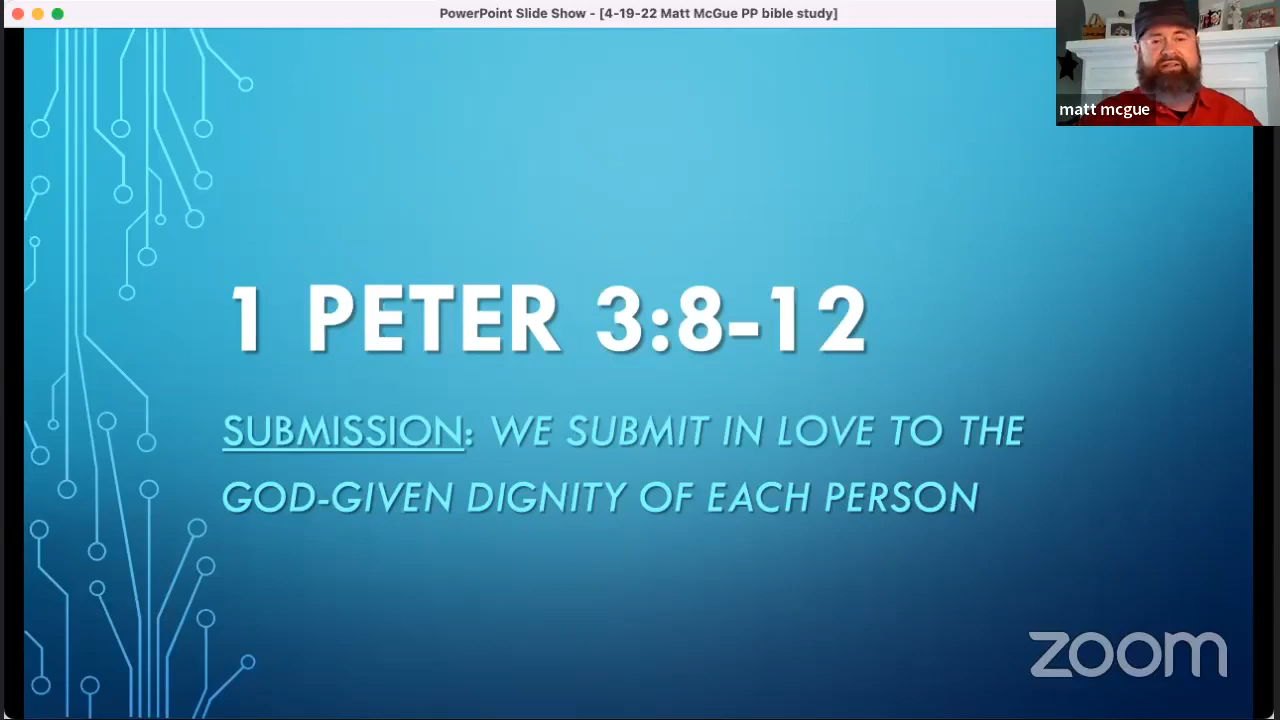 PowerPoint Slide Show - [4-19-22 Matt McGue PP bible study]
matt mcgue
1 PETER 3:8-12
SUBMISSION: WE SUBMIT IN LOVE TO THE
GOD-GIVEN DIGNITY OF EACH PERSON
zoom